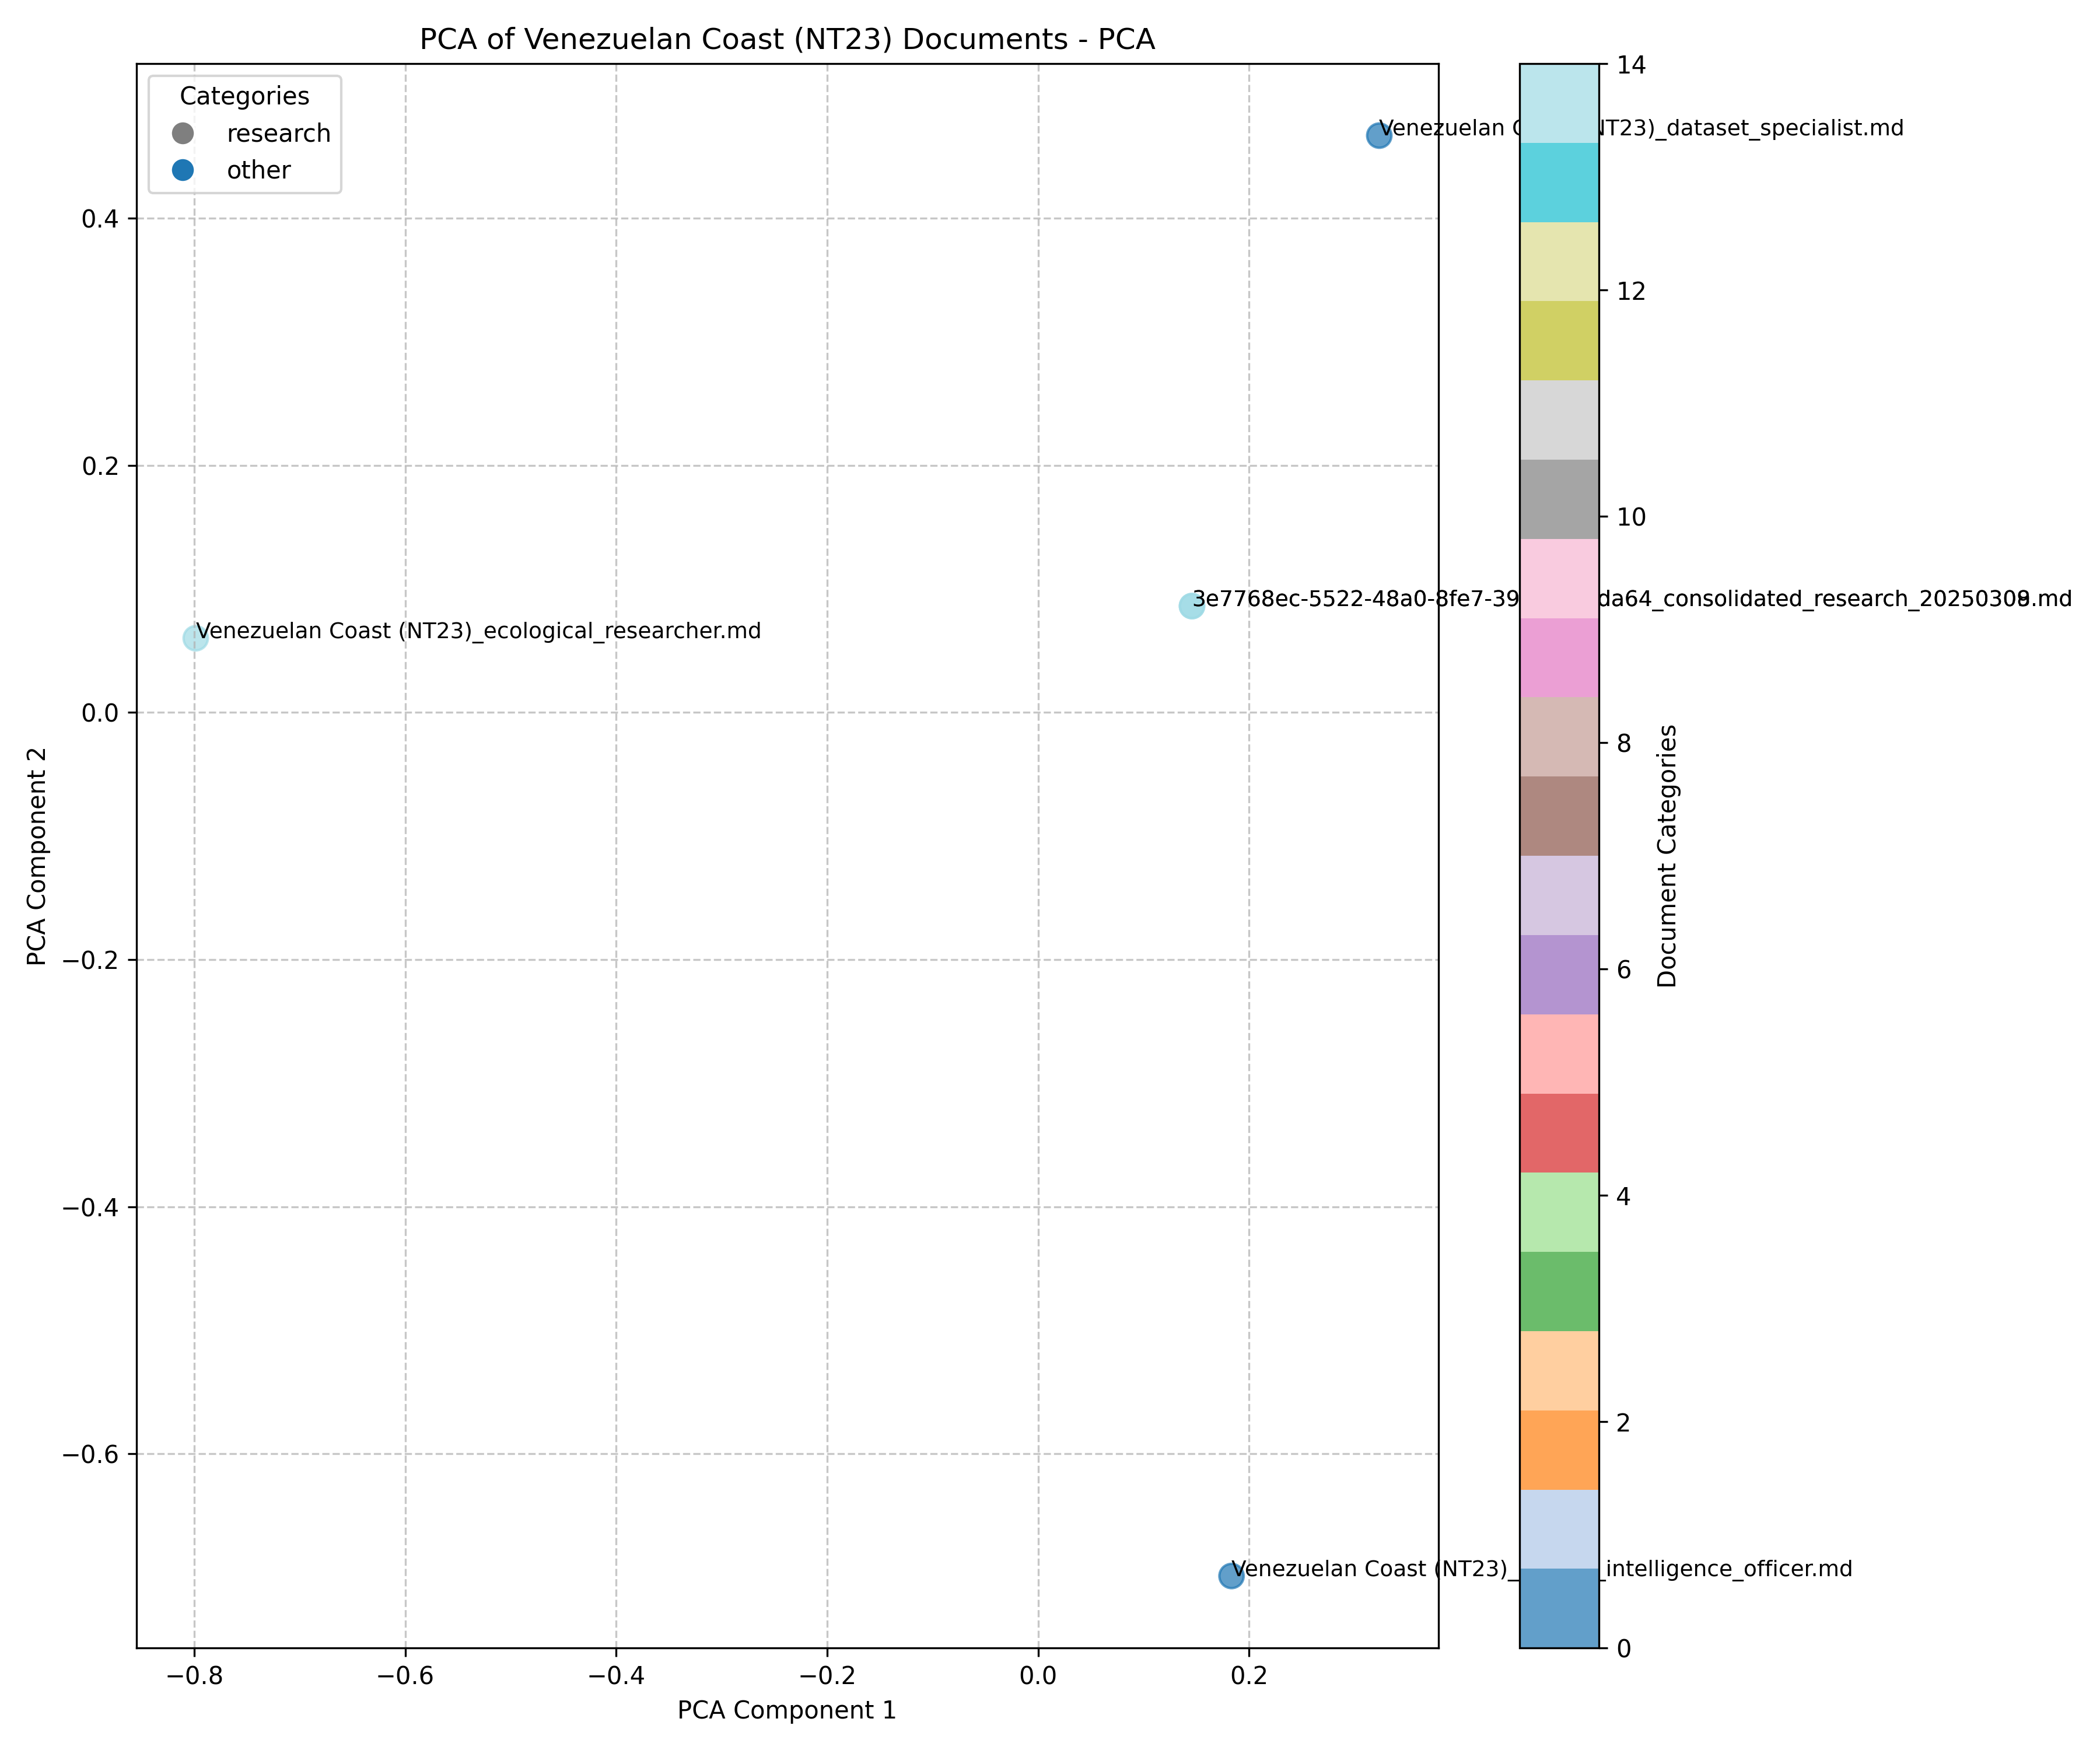 PCA of Venezuelan Coast (NT23) Documents - PCA
Categories
research
other
Venezuelan C NT23)_dataset_specialist.md
3e7768ec-5522-48a0-8fe7-39 da64_consolidated_research_2025030 .md
Venezuelan Coast (NT23)_ecological_researcher.md
Venezuelan Coast (NT23)_ intelligence_officer.md
0.4
0.2
0.0
−0.2
−0.4
−0.6
PCA Component 2
−0.8
−0.6
−0.4
−0.2
0.0
0.2
PCA Component 1
14
12
10
8
6
4
2
0
Document Categories